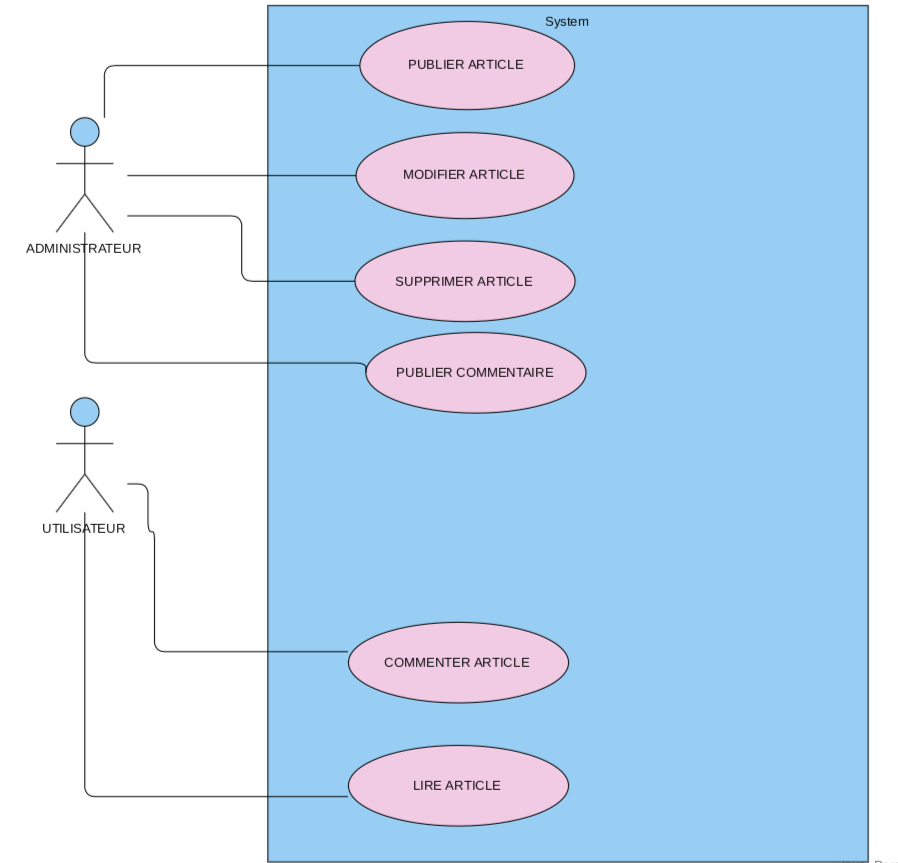 System
PUBLIER ARTICLE
MODIFIER ARTICLE
ADMINISTRATEUR
SUPPRIMER ARTICLE
PUBLIER COMMENTAIRE
UTILISATEUR
COMMENTER ARTICLE
LIRE ARTICLE